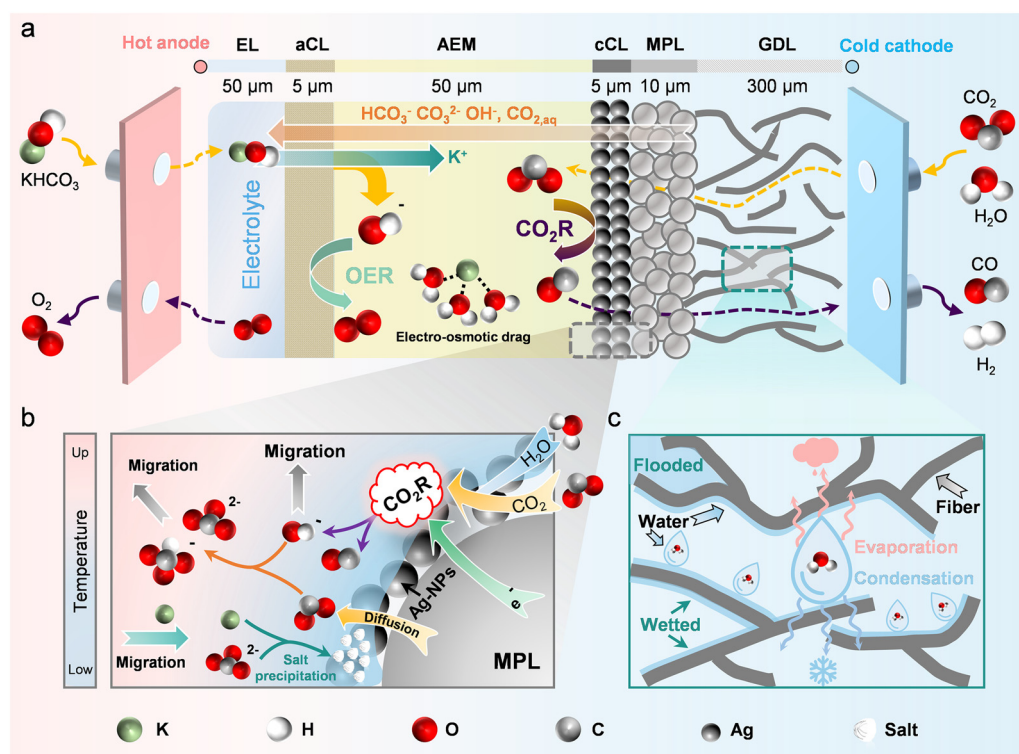 a
Hot anode
EL
aCL
AEM
cCL
MPL
GDL
Cold cathode
50 μm
5 μm
50 μm
5 μm
10 μm
300 μm
HCO₃⁻ CO₃²⁻ OH⁻, CO₂,aq
K⁺
KHCO₃
CO₂
H₂O
Electrolyte
-
CO₂R
OER
O₂
CO
H₂
Electro-osmotic drag
b
Temperature
Up
Low
Migration
Migration
H₂O
CO₂
CO₂R
2-
-
-
Ag-NPs
e⁻
Diffusion
Migration
2-
Salt
precipitation
MPL
c
Flooded
Water
Fiber
Evaporation
Condensation
Wetted
K
H
O
C
Ag
Salt